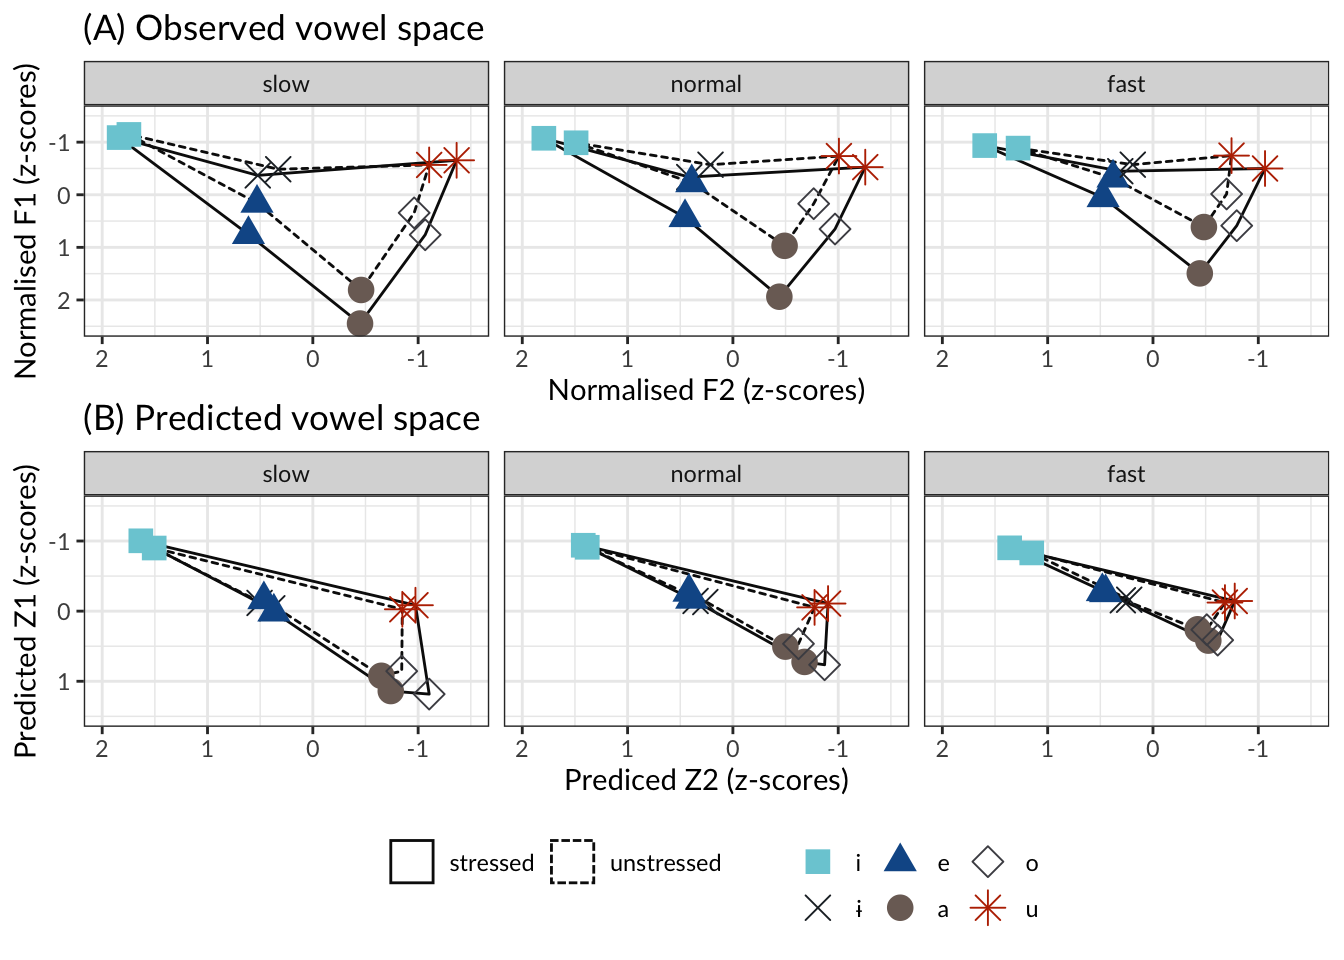 (A) Observed vowel space
slow normal fast
Normalised F1 (z-scores)
-1
0
1
2
2 1 0 -1 2 1 0 -1 2 1 0 -1
Normalised F2 (z-scores)
(B) Predicted vowel space
slow normal fast
Predicted Z1 (z-scores)
-1
0
1
2 1 0 -1 2 1 0 -1 2 1 0 -1
Prediced Z2 (z-scores)
stressed unstressed i e o
ɨ a u